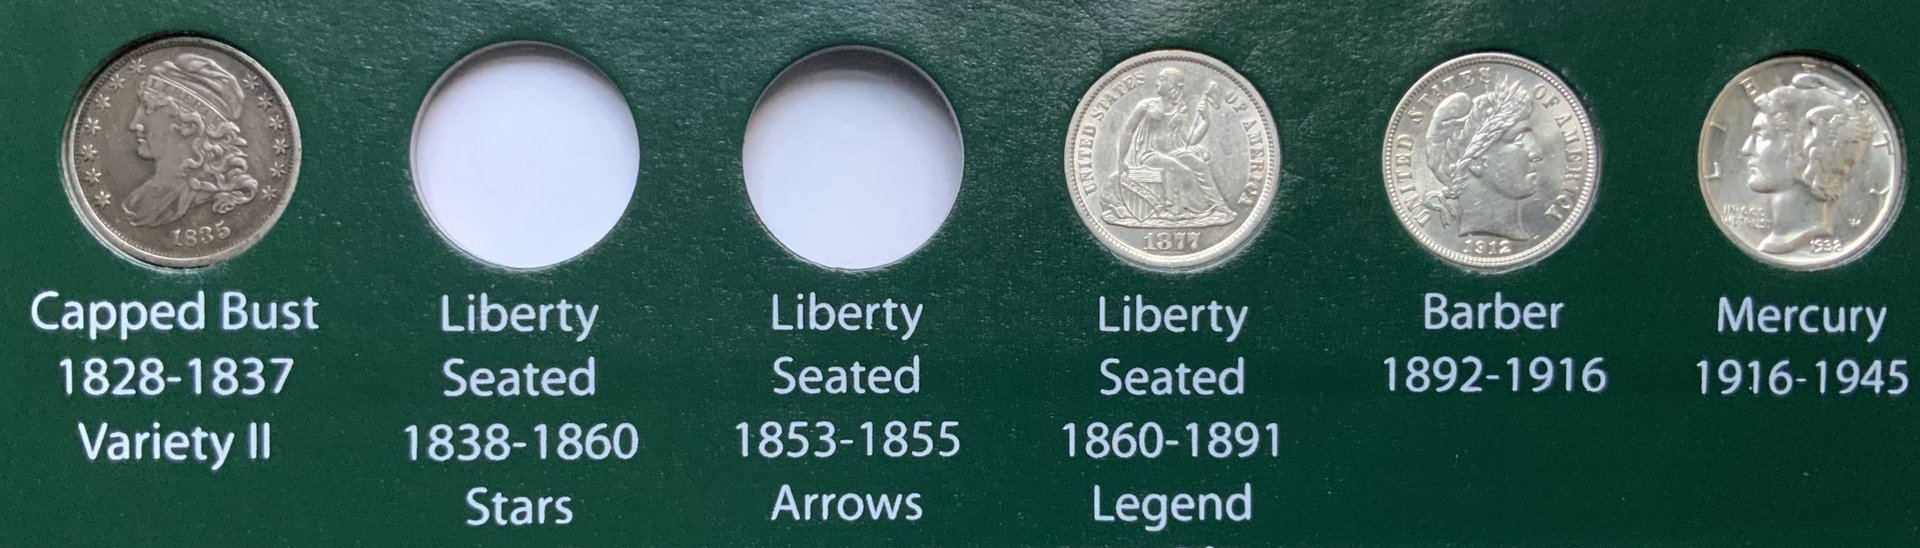 1835
UNITED STATES OF AMERICA
1877
UNITED STATES OF AMERICA
1912
LIBERTY
IN GOD
1938
Capped Bust
1828-1837
Variety II
Liberty
Seated
1838-1860
Stars
Liberty
Seated
1853-1855
Arrows
Liberty
Seated
1860-1891
Legend
Barber
1892-1916
Mercury
1916-1945